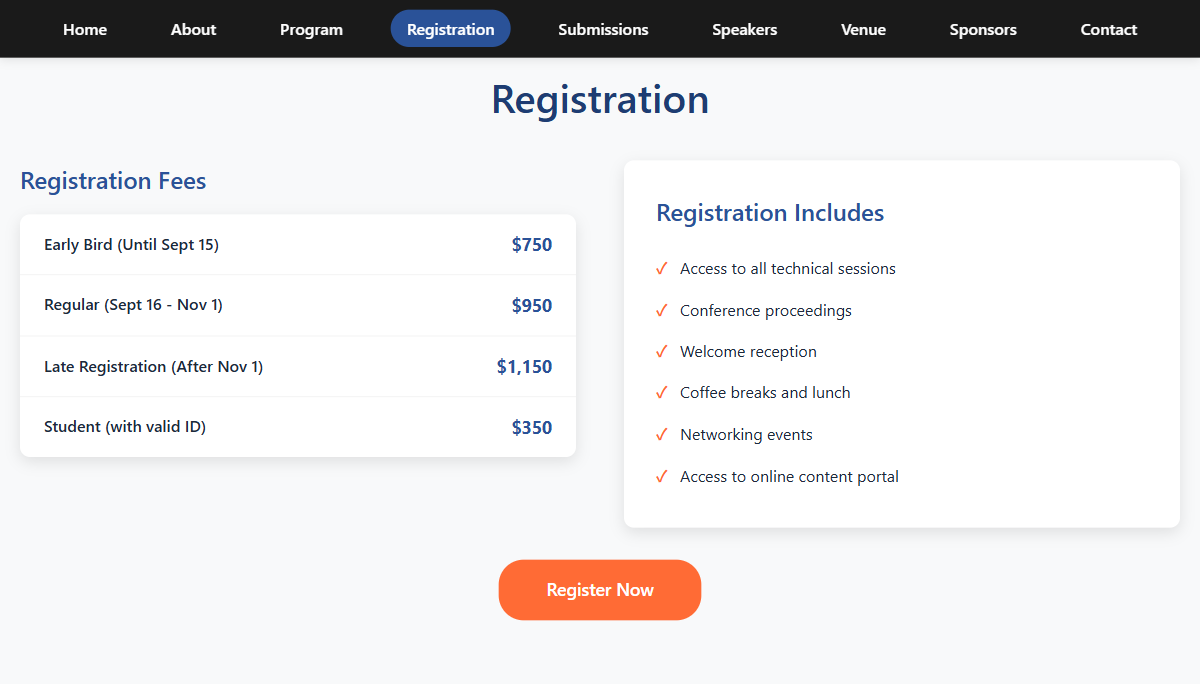 Home About Program Registration Submissions Speakers Venue Sponsors Contact
Registration
Registration Fees
Early Bird (Until Sept 15) $750
Regular (Sept 16 - Nov 1) $950
Late Registration (After Nov 1) $1,150
Student (with valid ID) $350
Registration Includes
✓ Access to all technical sessions
✓ Conference proceedings
✓ Welcome reception
✓ Coffee breaks and lunch
✓ Networking events
✓ Access to online content portal
Register Now